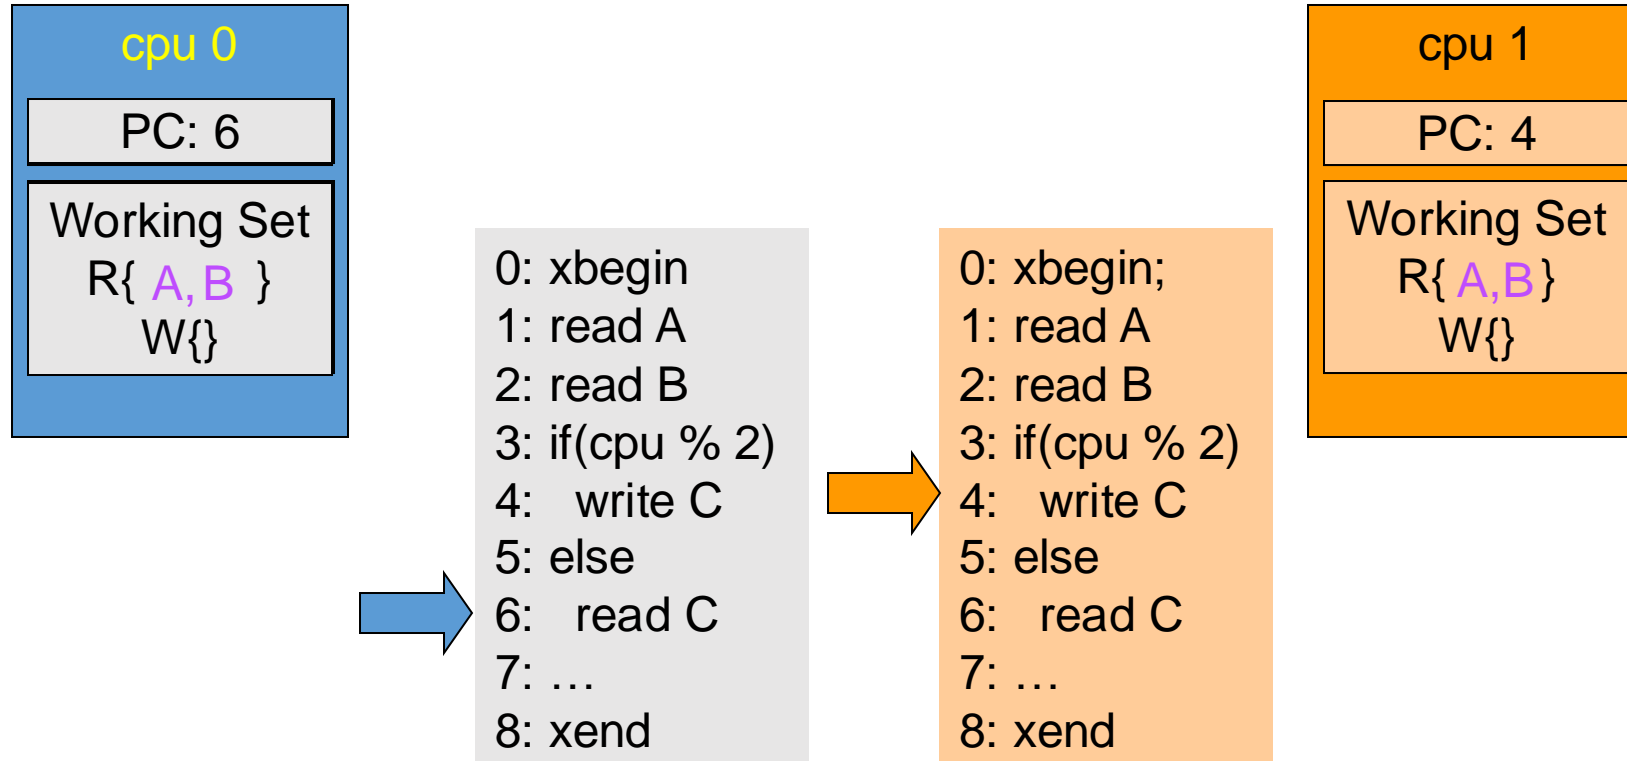 cpu 0
PC: 6
Working Set
R{ A,B }
W{}
0: xbegin
1: read A
2: read B
3: if(cpu % 2)
4: write C
5: else
6: read C
7: …
8: xend
0: xbegin;
1: read A
2: read B
3: if(cpu % 2)
4: write C
5: else
6: read C
7: …
8: xend
cpu 1
PC: 4
Working Set
R{ A,B }
W{}